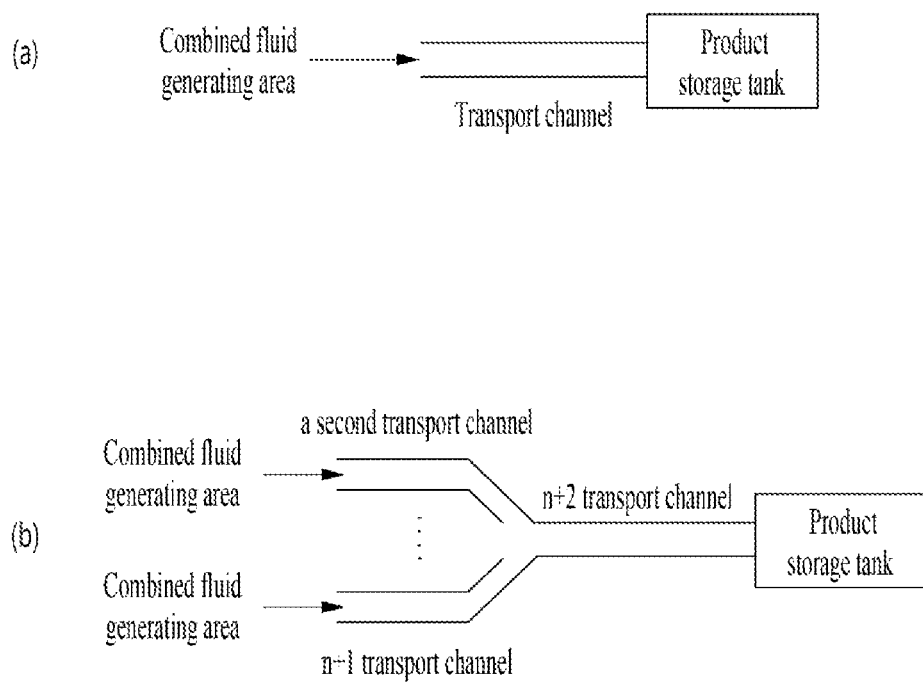 (a)
Combined fluid
generating area
Transport channel
Product
storage tank
(b)
a second transport channel
Combined fluid
generating area
n+2 transport channel
Product
storage tank
Combined fluid
generating area
n+1 transport channel